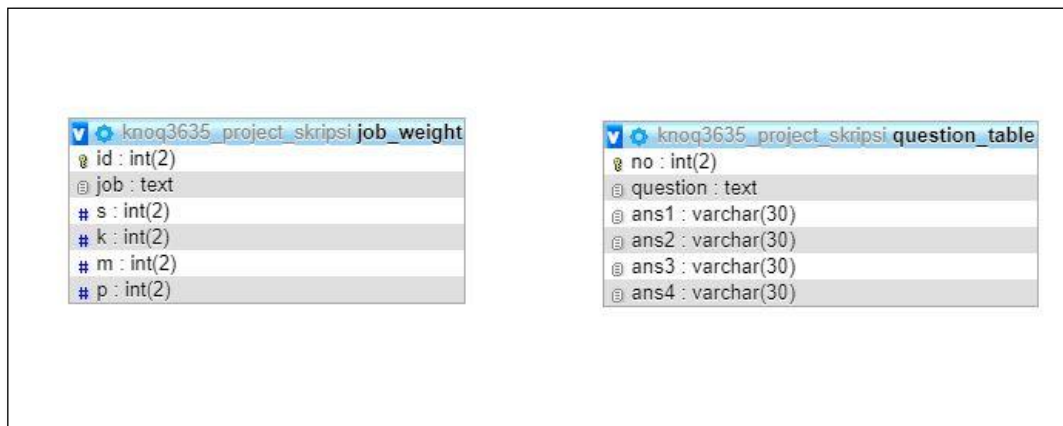 knoq3635_project_skripsi job_weight
id : int(2)
job : text
# s : int(2)
# k : int(2)
# m : int(2)
# p : int(2)
knoq3635_project_skripsi question_table
no : int(2)
question : text
ans1 : varchar(30)
ans2 : varchar(30)
ans3 : varchar(30)
ans4 : varchar(30)